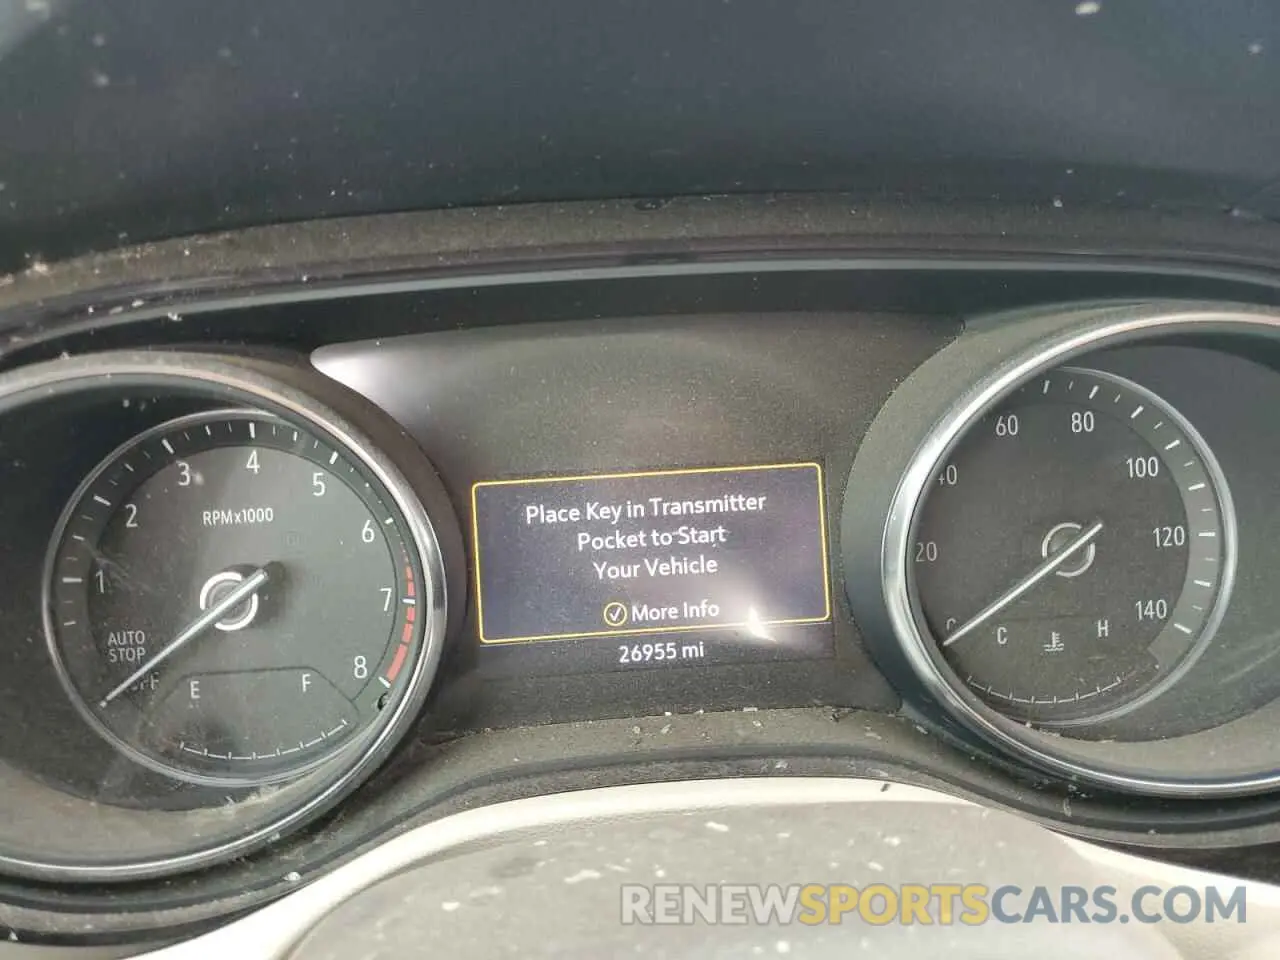 Place Key in Transmitter
Pocket to Start
Your Vehicle
More Info
26955 mi
1
2
3
4
5
6
7
8
RPMx1000
AUTO
STOP
E
F
20
60
80
100
120
140
C
H
RENEWSPORTSCARS.COM